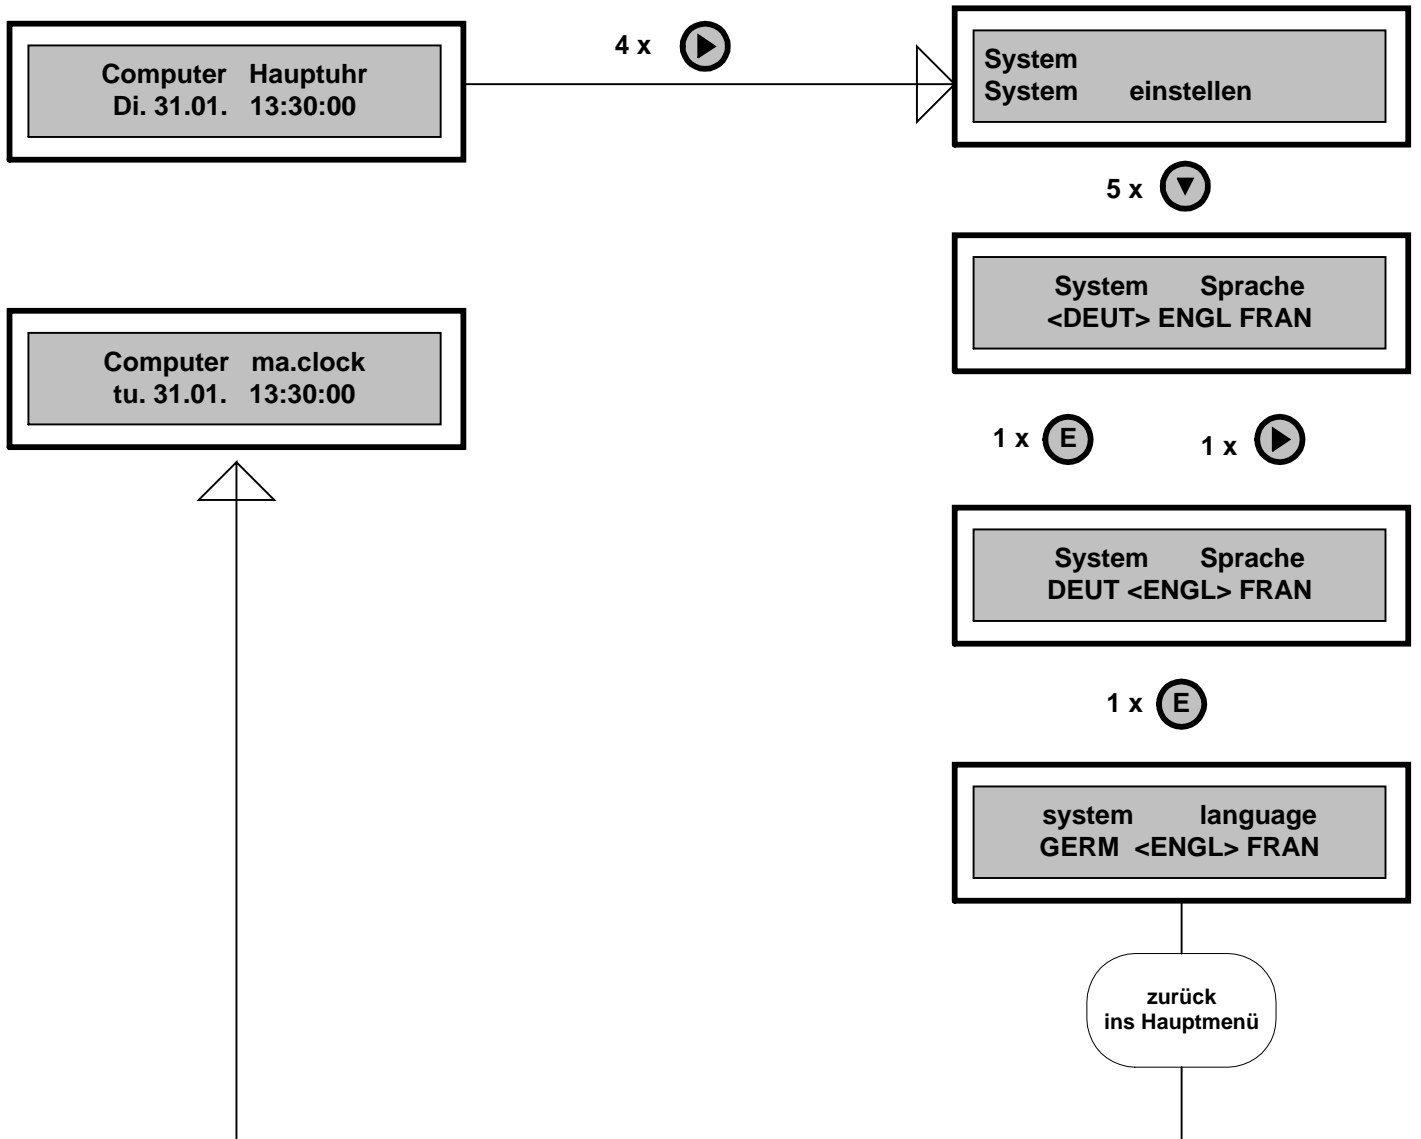 Computer Hauptuhr
Di. 31.01. 13:30:00
4 x
System
System einstellen
5 x
System Sprache
<DEUT> ENGL FRAN
Computer ma.clock
tu. 31.01. 13:30:00
1 x E 1 x
System Sprache
DEUT <ENGL> FRAN
1 x E
system language
GERM <ENGL> FRAN
zurück
ins Hauptmenü